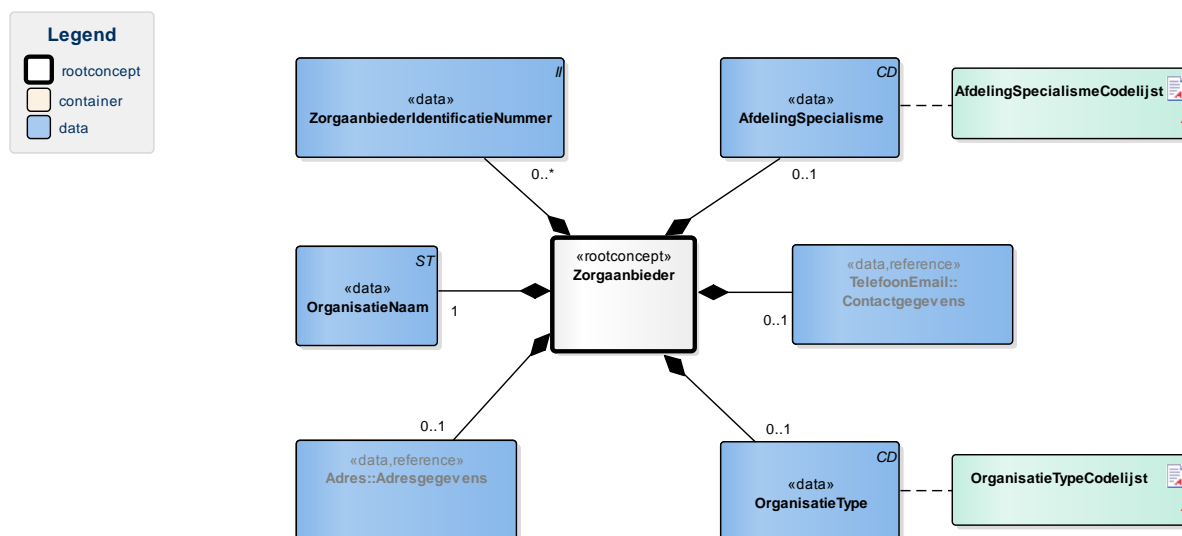 Legend
rootconcept
container
data
II
«data»
ZorgaanbiederIdentificatieNummer
0..*
CD
«data»
AfdelingSpecialisme
0..1
AfdelingSpecialismeCodelijst
«rootconcept»
Zorgaanbieder
ST
«data»
OrganisatieNaam
1
«data,reference»
TelefoonEmail::
Contactgegevens
0..1
0..1
«data,reference»
Adres::Adresgegevens
0..1
CD
«data»
OrganisatieType
OrganisatieTypeCodelijst